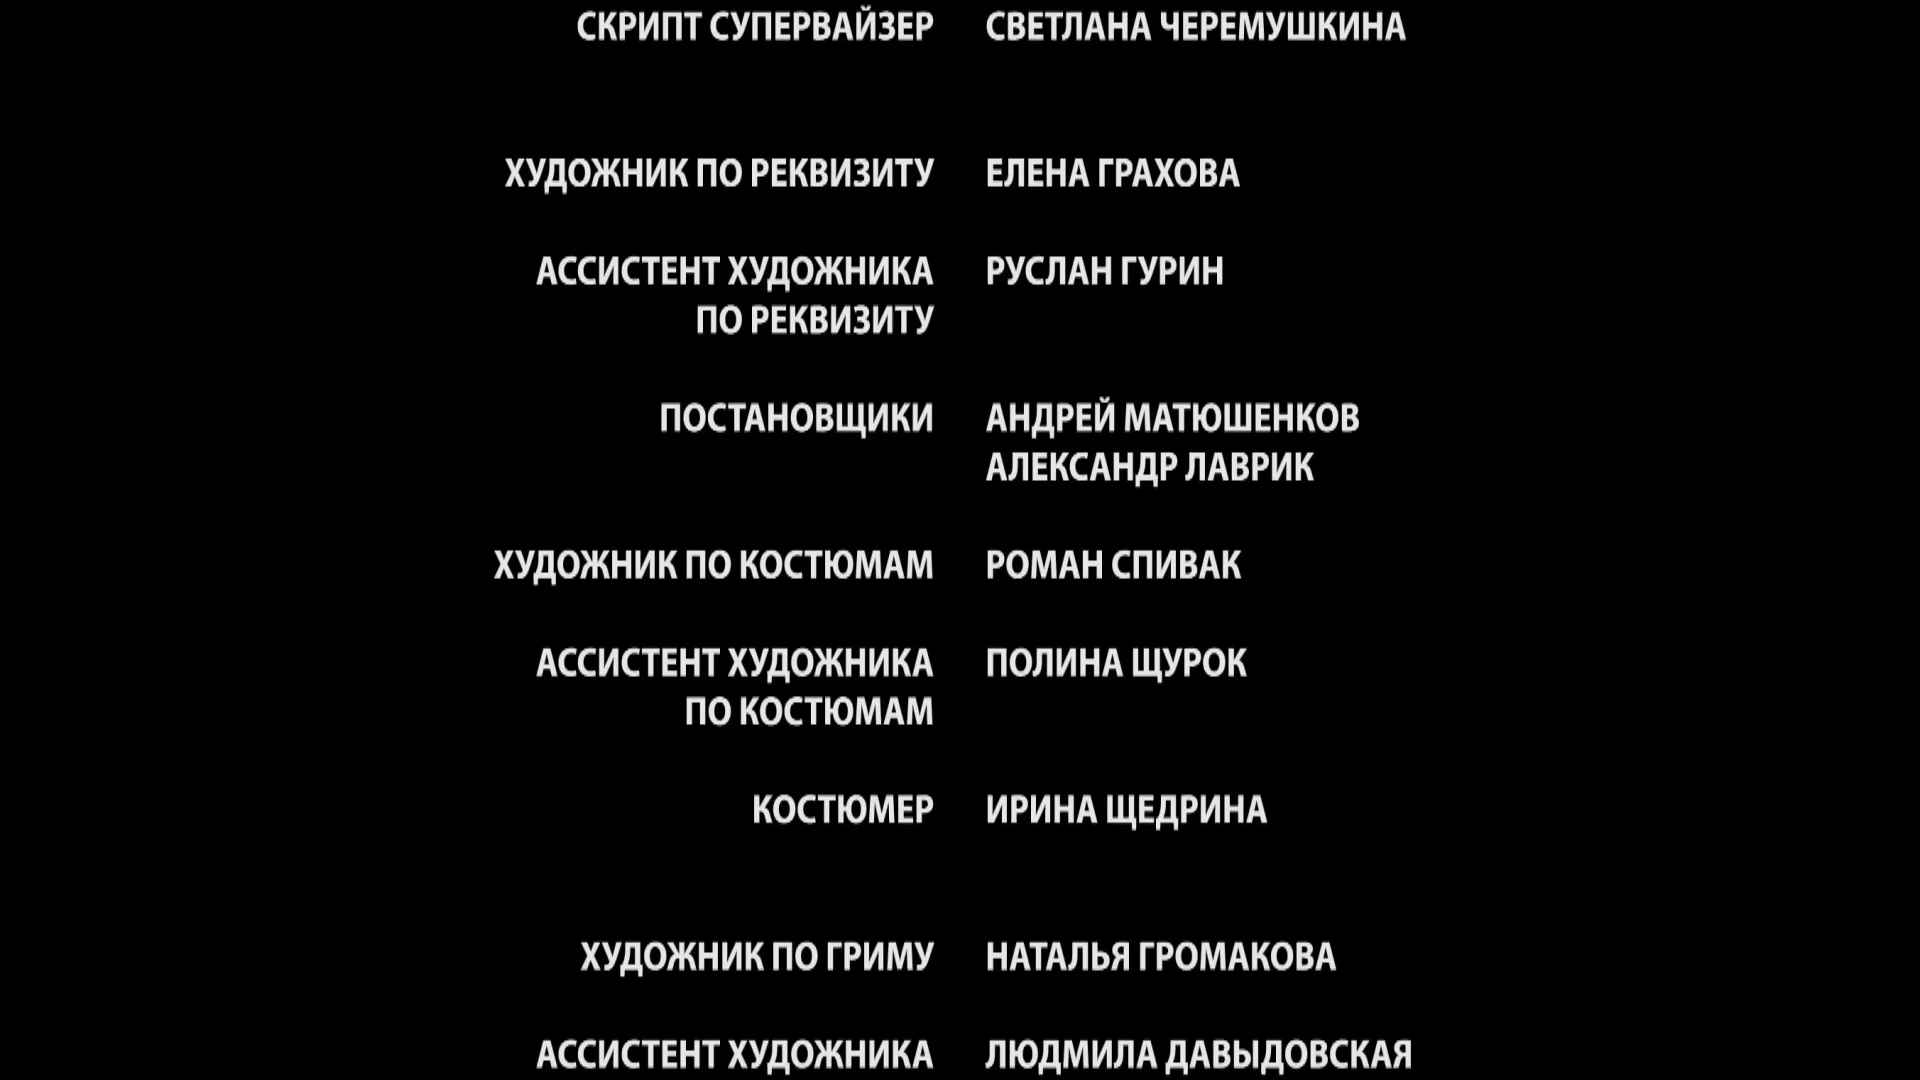 СКРИПТ СУПЕРВАЙЗЕР СВЕТЛАНА ЧЕРЕМУШКИНА
ХУДОЖНИК ПО РЕКВИЗИТУ ЕЛЕНА ГРАХОВА
АССИСТЕНТ ХУДОЖНИКА РУСЛАН ГУРИН
ПО РЕКВИЗИТУ
ПОСТАНОВЩИКИ АНДРЕЙ МАТЮШЕНКОВ
АЛЕКСАНДР ЛАВРИК
ХУДОЖНИК ПО КОСТЮМАМ РОМАН СПИВАК
АССИСТЕНТ ХУДОЖНИКА ПОЛИНА ЩУРОК
ПО КОСТЮМАМ
КОСТЮМЕР ИРИНА ЩЕДРИНА
ХУДОЖНИК ПО ГРИМУ НАТАЛЬЯ ГРОМАКОВА
АССИСТЕНТ ХУДОЖНИКА ЛЮДМИЛА ДАВЫДОВСКАЯ